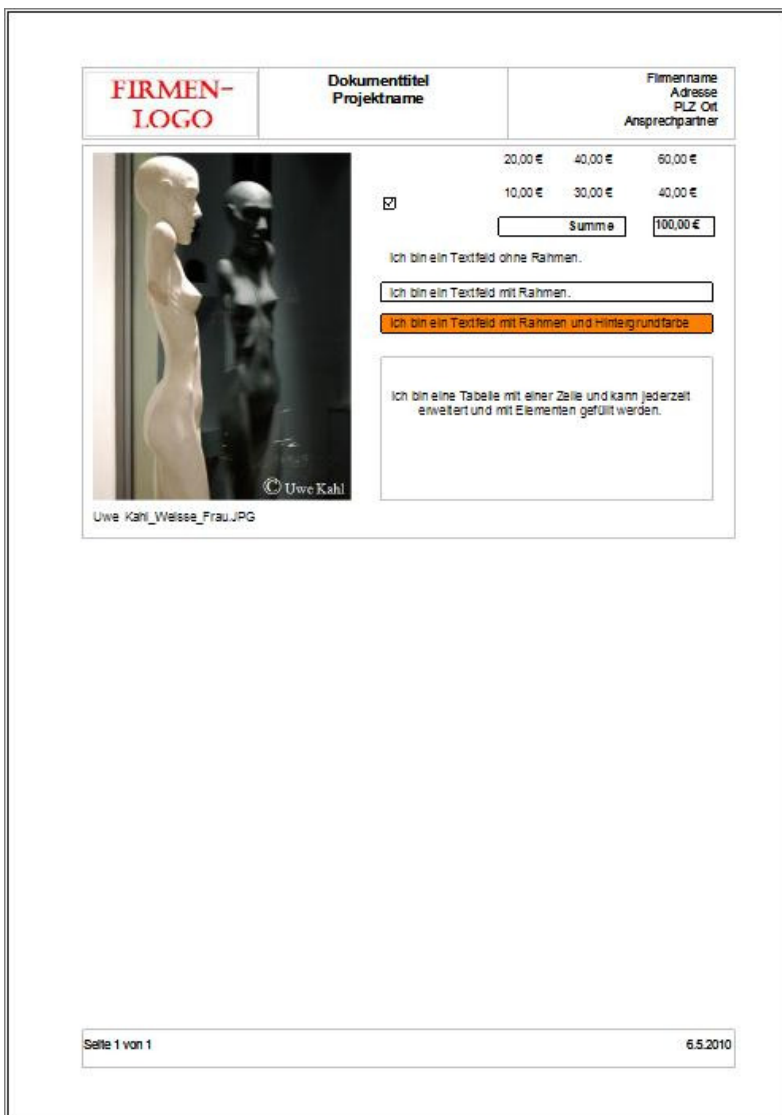 FIRMEN-
LOGO
Dokumenttitel
Projektname
Firmenname
Adresse
PLZ Ort
Ansprechpartner
20,00 € 40,00 € 60,00 €
10,00 € 30,00 € 40,00 €
Summe 100,00 €
Ich bin ein Textfeld ohne Rahmen.
Ich bin ein Textfeld mit Rahmen.
Ich bin ein Textfeld mit Rahmen und Hintergrundfarbe
Ich bin eine Tabelle mit einer Zeile und kann jederzeit
erweitert und mit Elementen gefüllt werden.
© Uwe Kahl
Uwe Kahl_Weisse_Frau.JPG
Seite 1 von 1 6.5.2010